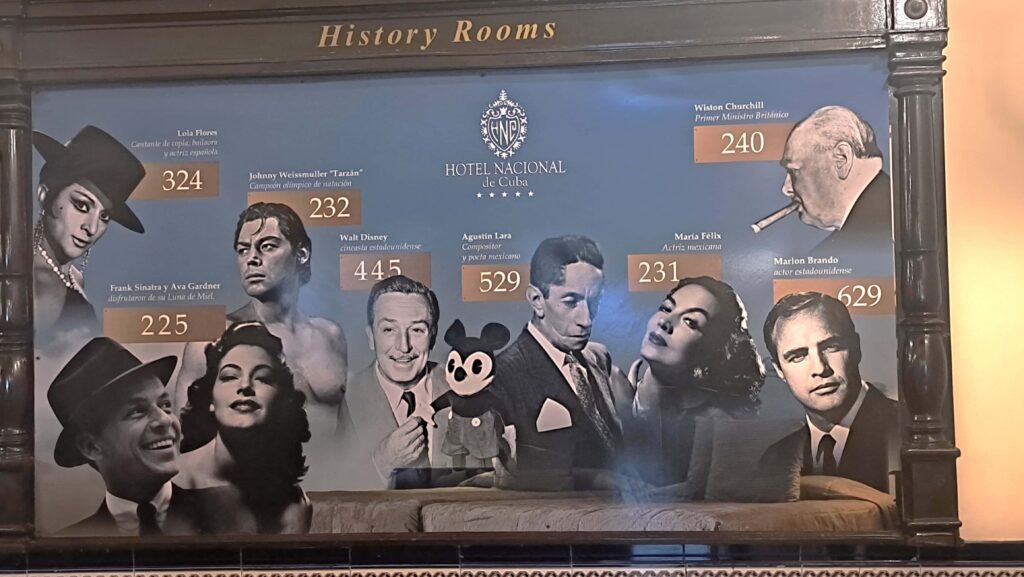 History Rooms
HNC
HOTEL NACIONAL
de Cuba
Lola Flores
Cantante de copla, bailaora
y actriz española
324
Johnny Weissmuller "Tarzán"
Campeón olímpico de natación
232
Walt Disney
cineasta estadounidense
445
Agustin Lara
Compositor
y poeta mexicano
529
Maria Félix
Actriz mexicana
231
Wiston Churchill
Primer Ministro Británico
240
Marlon Brando
actor estadounidense
629
Frank Sinatra y Ava Gardner
disfrutaron de su Luna de Miel.
225